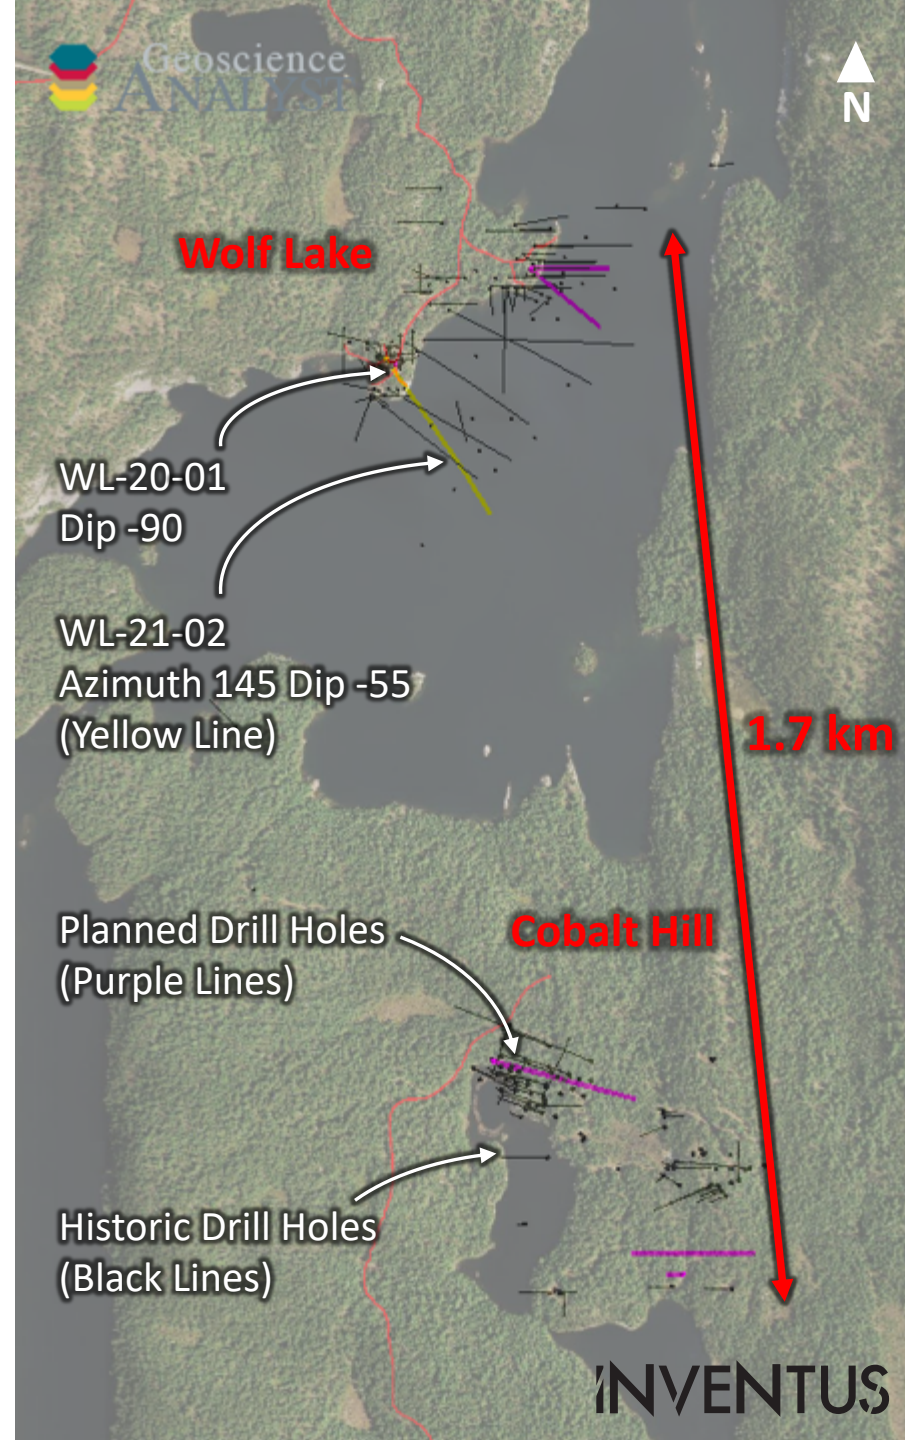 Geoscience
ANALYST
N
Wolf Lake
WL-20-01
Dip -90
WL-21-02
Azimuth 145 Dip -55
(Yellow Line)
1.7 km
Planned Drill Holes
(Purple Lines)
Cobalt Hill
Historic Drill Holes
(Black Lines)
INVENTUS